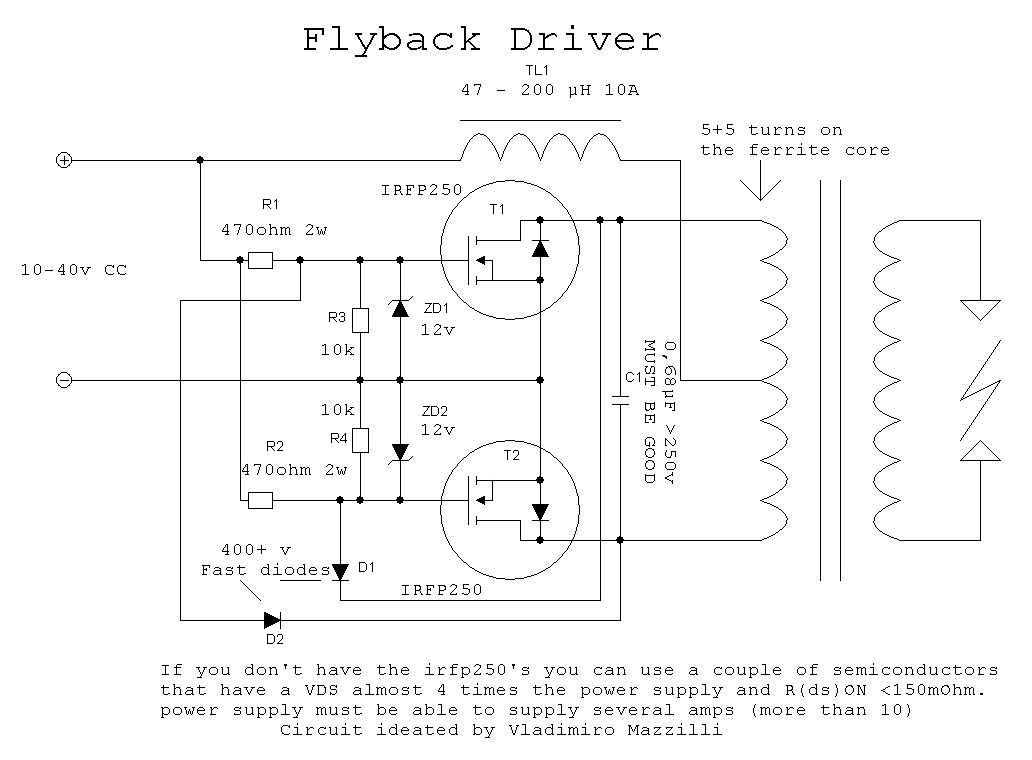 Flyback Driver
TL1
47 - 200 µH 10A
5+5 turns on
the ferrite core
IRFP250
T1
R1
470ohm 2w
10-40v CC
R3
10k
ZD1
12v
C1
0,68µF >250v
MUST BE GOOD
10k
R4
ZD2
12v
R2
470ohm 2w
T2
400+ v
Fast diodes
D1
IRFP250
D2
If you don't have the irfp250's you can use a couple of semiconductors
that have a VDS almost 4 times the power supply and R(ds)ON <150mOhm.
power supply must be able to supply several amps (more than 10)
Circuit ideated by Vladimiro Mazzilli